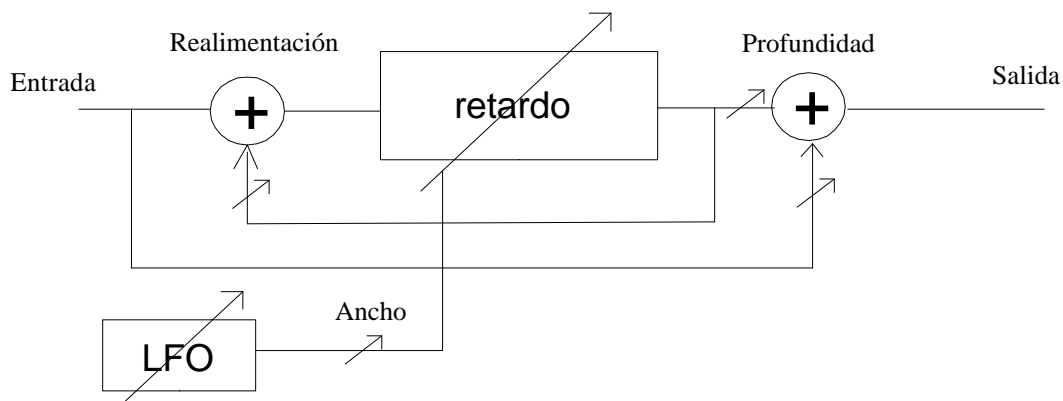 Realimentación
Profundidad
Entrada
Salida
+
retardo
+
Ancho
LFO